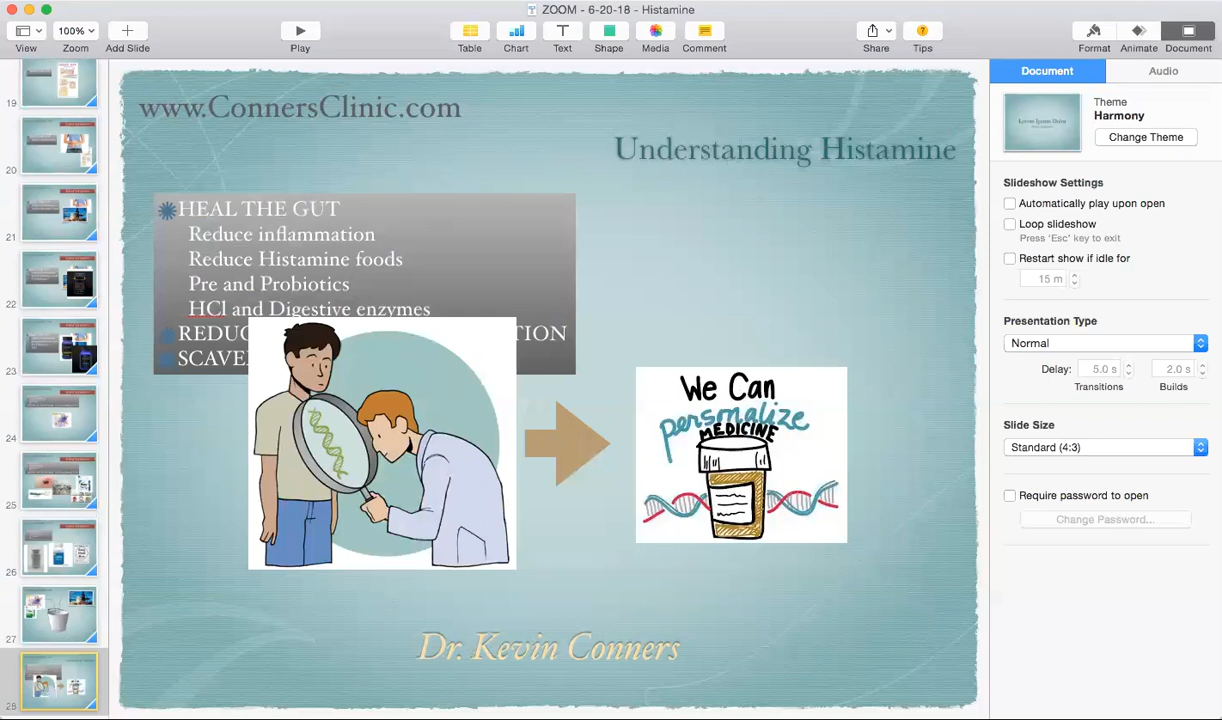 ZOOM - 6-20-18 - Histamine
100%
View
Zoom
Add Slide
Play
Table
Chart
Text
Shape
Media
Comment
Share
Tips
Format
Animate
Document
www.ConnersClinic.com
Understanding Histamine
HEAL THE GUT
Reduce inflammation
Reduce Histamine foods
Pre and Probiotics
HCl and Digestive enzymes
We Can
personalize
MEDICINE
Dr. Kevin Conners
19
20
21
22
23
24
25
26
27
28
Document
Audio
Theme
Harmony
Change Theme
Slideshow Settings
Automatically play upon open
Loop slideshow
Press 'Esc' key to exit
Restart show if idle for
15 m
Presentation Type
Normal
Delay: 5.0 s 2.0 s
Transitions Builds
Slide Size
Standard (4:3)
Require password to open
Change Password...